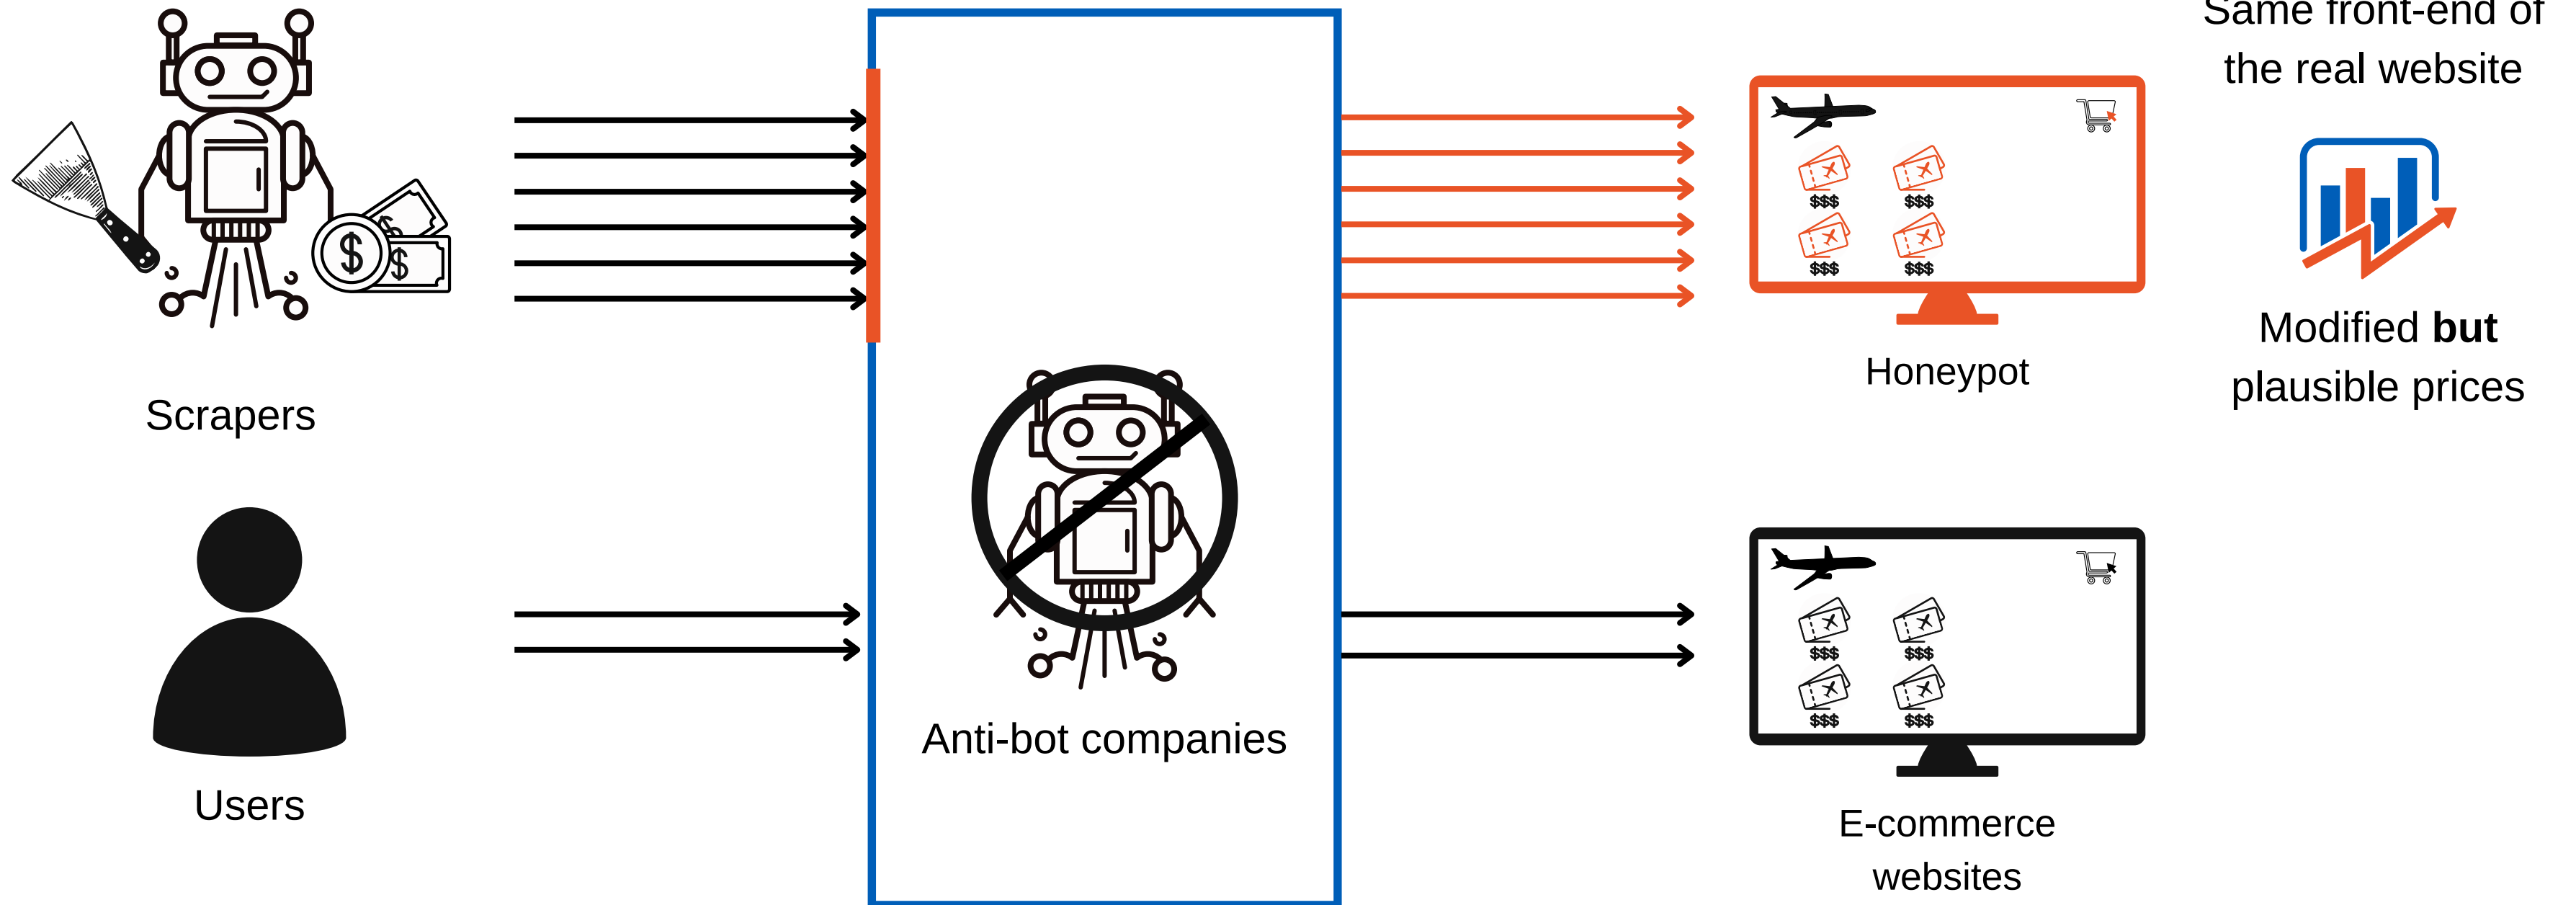 Same front-end of
the real website
$
$
$
$$$
$$$
$$$
$$$
Honeypot
Modified but
plausible prices
Scrapers
Anti-bot companies
Users
$$$
$$$
$$$
$$$
E-commerce
websites